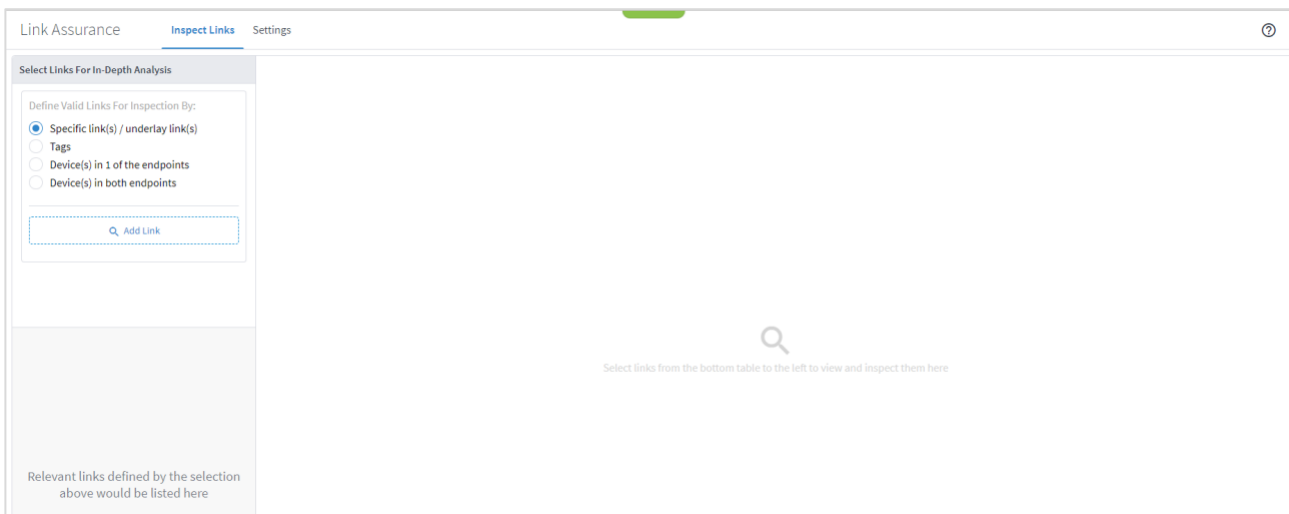 Link Assurance
Inspect Links
Settings
Select Links For In-Depth Analysis
Define Valid Links For Inspection By:
Specific link(s) / underlay link(s)
Tags
Device(s) in 1 of the endpoints
Device(s) in both endpoints
Add Link
Select links from the bottom table to the left to view and inspect them here
Relevant links defined by the selection
above would be listed here